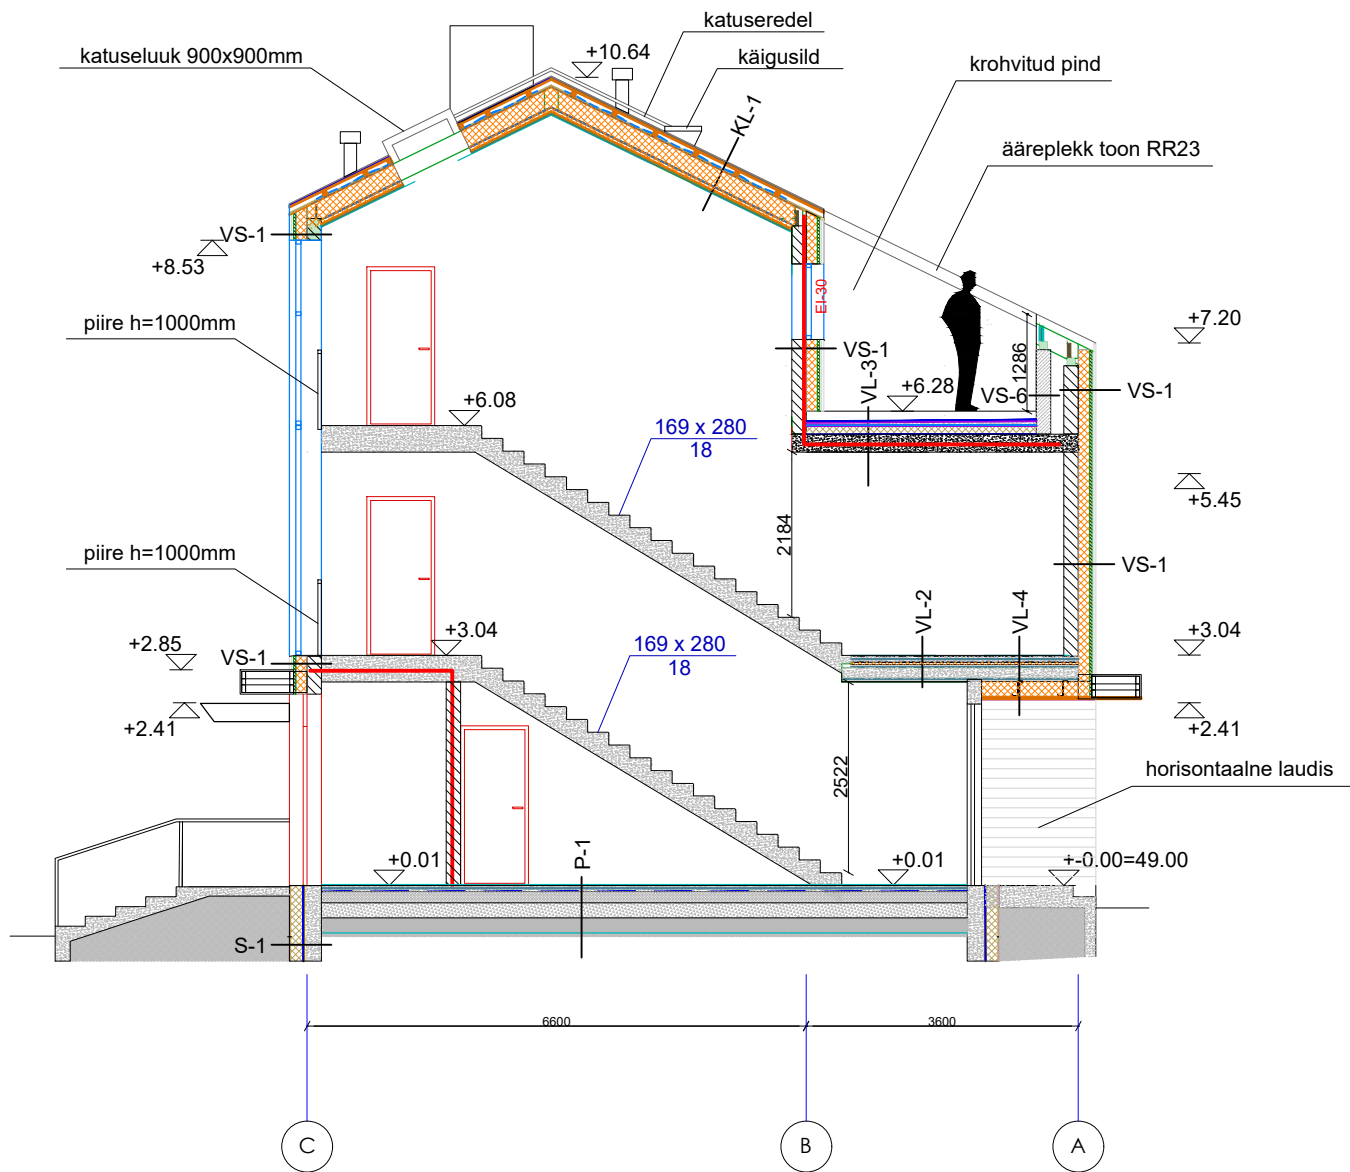 katuseredel
katuseluuk 900x900mm
+10.64
käigusild
krohvitud pind
KL-1
ääreplekk toon RR23
VS-1
+8.53
EI-30
piire h=1000mm
+7.20
VS-1
VL-3
1286
+6.28
VS-6
VS-1
+6.08
169 x 280
18
+5.45
2184
piire h=1000mm
VS-1
VL-2
VL-4
+2.85
VS-1
+3.04
169 x 280
18
+3.04
+2.41
+2.41
2522
horisontaalne laudis
+0.01
P-1
+0.01
+-0.00=49.00
S-1
6600
3600
C
B
A